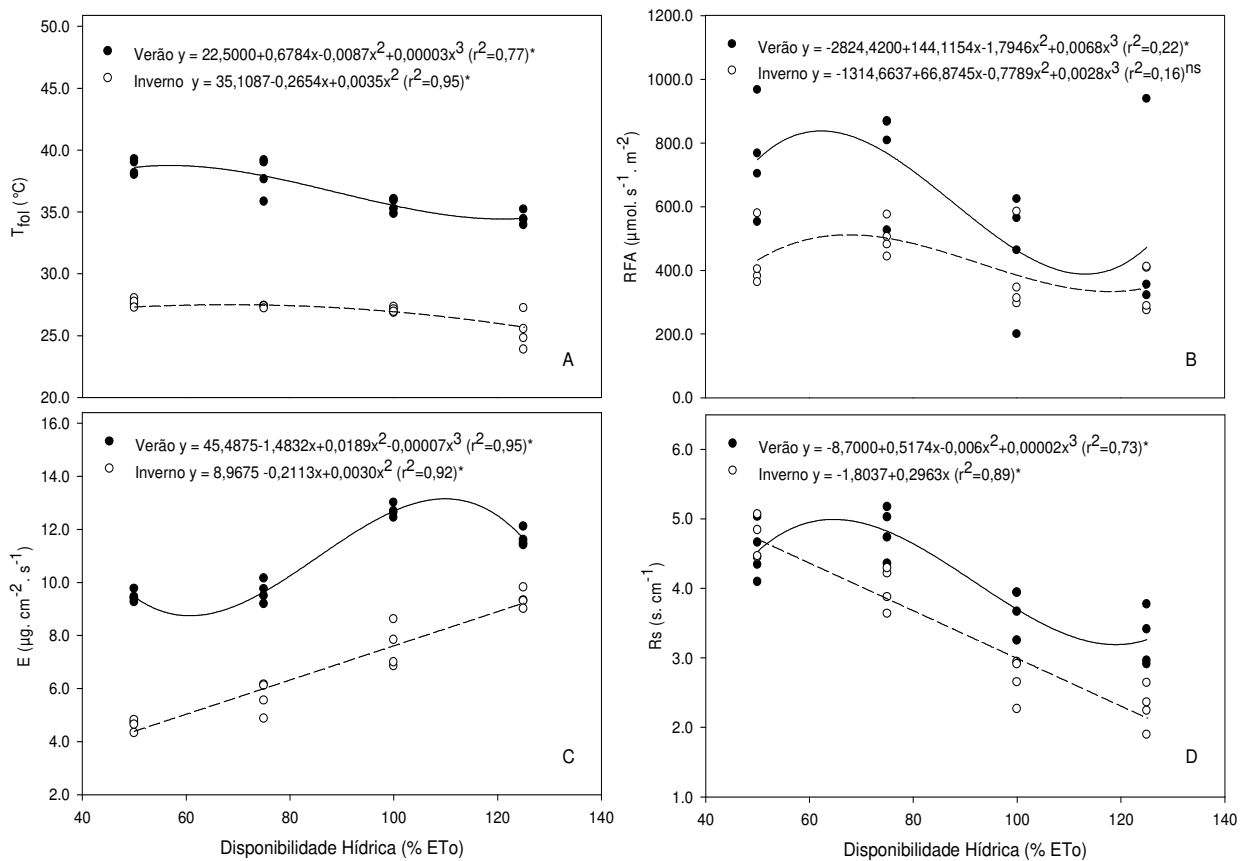 50.0
45.0
40.0
35.0
30.0
25.0
20.0
T_fol (°C)
● Verão y = 22,5000+0,6784x-0,0087x²+0,00003x³ (r²=0,77)*
○ Inverno y = 35,1087-0,2654x+0,0035x² (r²=0,95)*
A
1200.0
1000.0
800.0
600.0
400.0
200.0
0.0
RFA (µmol. s⁻¹. m⁻²)
● Verão y = -2824,4200+144,1154x-1,7946x²+0,0068x³ (r²=0,22)*
○ Inverno y = -1314,6637+66,8745x-0,7789x²+0,0028x³ (r²=0,16)ⁿˢ
B
16.0
14.0
12.0
10.0
8.0
6.0
4.0
2.0
E (µg. cm⁻². s⁻¹)
● Verão y = 45,4875-1,4832x+0,0189x²-0,00007x³ (r²=0,95)*
○ Inverno y = 8,9675 -0,2113x+0,0030x² (r²=0,92)*
C
40 60 80 100 120 140
Disponibilidade Hídrica (% ETo)
6.0
5.0
4.0
3.0
2.0
1.0
Rs (s. cm⁻¹)
● Verão y = -8,7000+0,5174x-0,006x²+0,00002x³ (r²=0,73)*
○ Inverno y = -1,8037+0,2963x (r²=0,89)*
D
40 60 80 100 120 140
Disponibilidade Hídrica (% ETo)